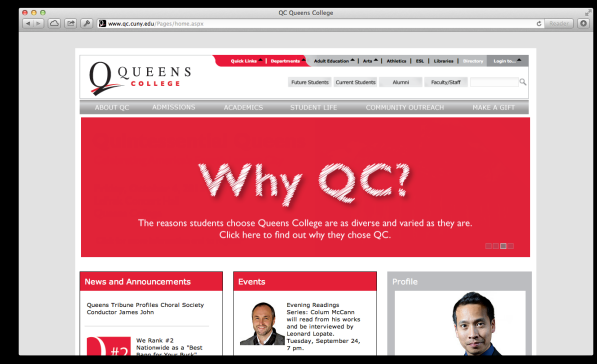 QC Queens College
www.qc.cuny.edu/Pages/home.aspx
Reader
Quick Links
Departments
Adult Education
Arts
Athletics
ESL
Libraries
Directory
Login to...
QUEENS
COLLEGE
Future Students
Current Students
Alumni
Faculty/Staff
ABOUT QC
ADMISSIONS
ACADEMICS
STUDENT LIFE
COMMUNITY OUTREACH
MAKE A GIFT
Why QC?
The reasons students choose Queens College are as diverse and varied as they are.
Click here to find out why they chose QC.
News and Announcements
Queens Tribune Profiles Choral Society
Conductor James John
#2
We Rank #2
Nationwide as a "Best
Bang for Your Buck"
Events
Evening Readings
Series: Colum McCann
will read from his works
and be interviewed by
Leonard Lopate.
Tuesday, September 24,
7 pm.
Profile